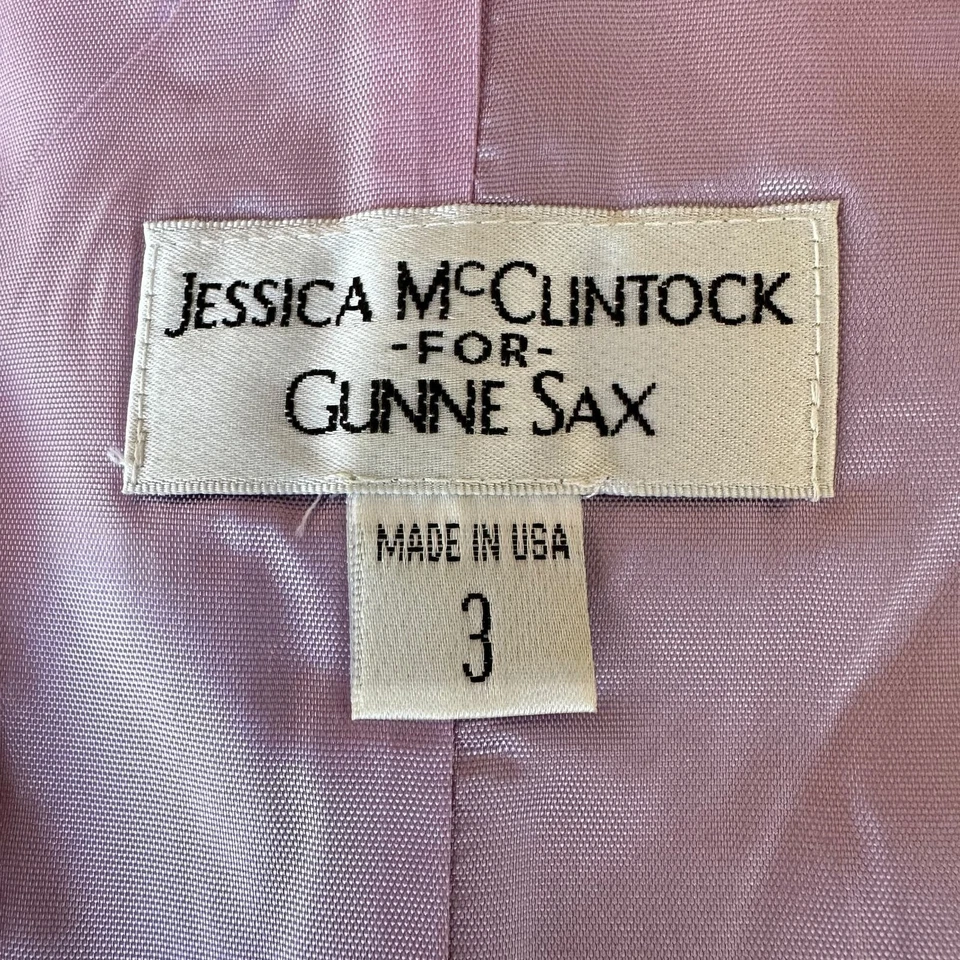 JESSICA McCLINTOCK
-FOR-
GUNNE SAX
MADE IN USA
3